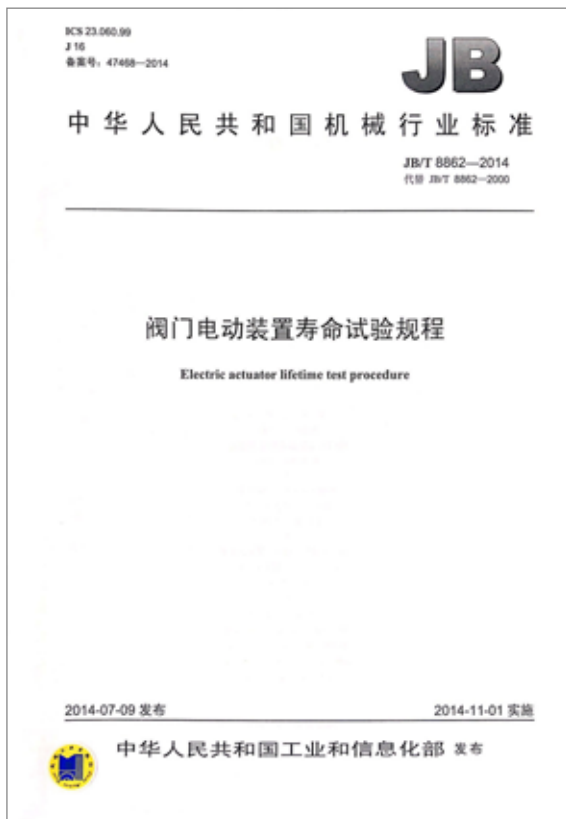 ICS 23.060.99
J 16
备案号：47468—2014
JB
中华人民共和国机械行业标准
JB/T 8862—2014
代替 JB/T 8862—2000
阀门电动装置寿命试验规程
Electric actuator lifetime test procedure
2014-07-09 发布
2014-11-01 实施
中华人民共和国工业和信息化部 发布